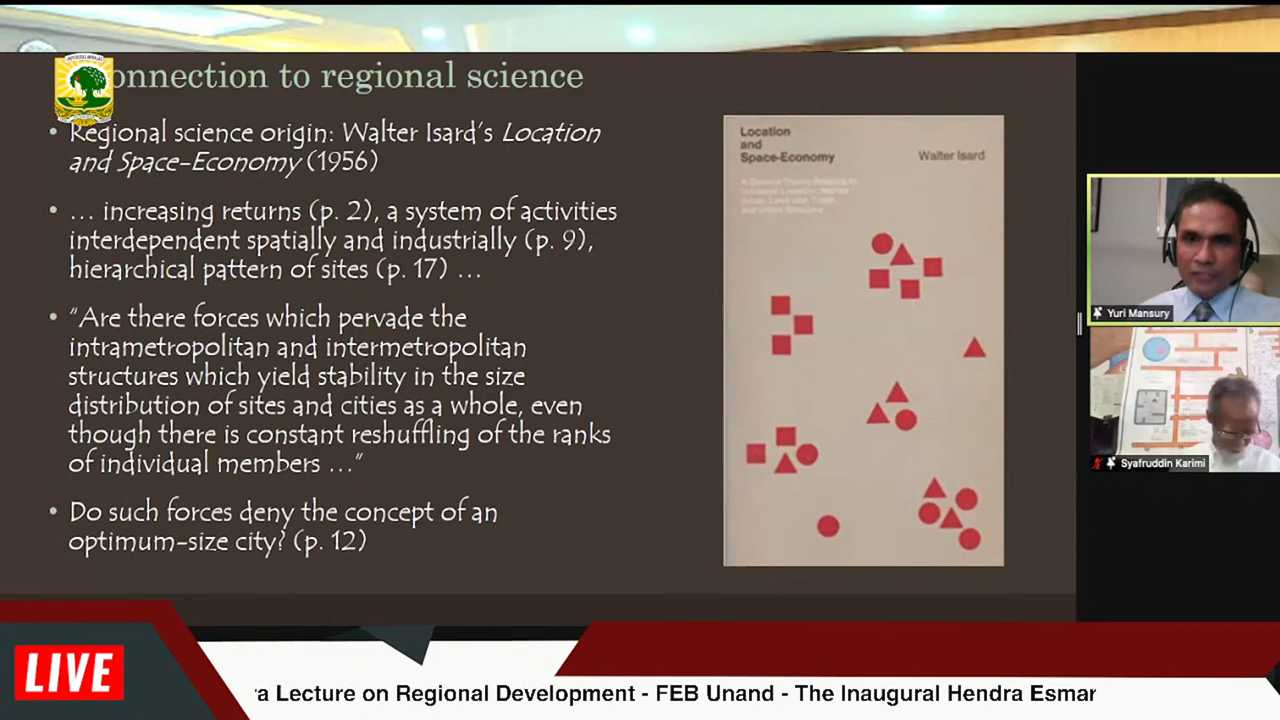 onnection to regional science
• Regional science origin: Walter Isard's Location
and Space-Economy (1956)
• … increasing returns (p. 2), a system of activities
interdependent spatially and industrially (p. 9),
hierarchical pattern of sites (p. 17) …
• "Are there forces which pervade the
intrametropolitan and intermetropolitan
structures which yield stability in the size
distribution of sites and cities as a whole, even
though there is constant reshuffling of the ranks
of individual members …"
• Do such forces deny the concept of an
optimum-size city? (p. 12)
Location
and
Space-Economy
Walter Isard
Yuri Mansury
Syafruddin Karimi
LIVE
ra Lecture on Regional Development - FEB Unand - The Inaugural Hendra Esmar